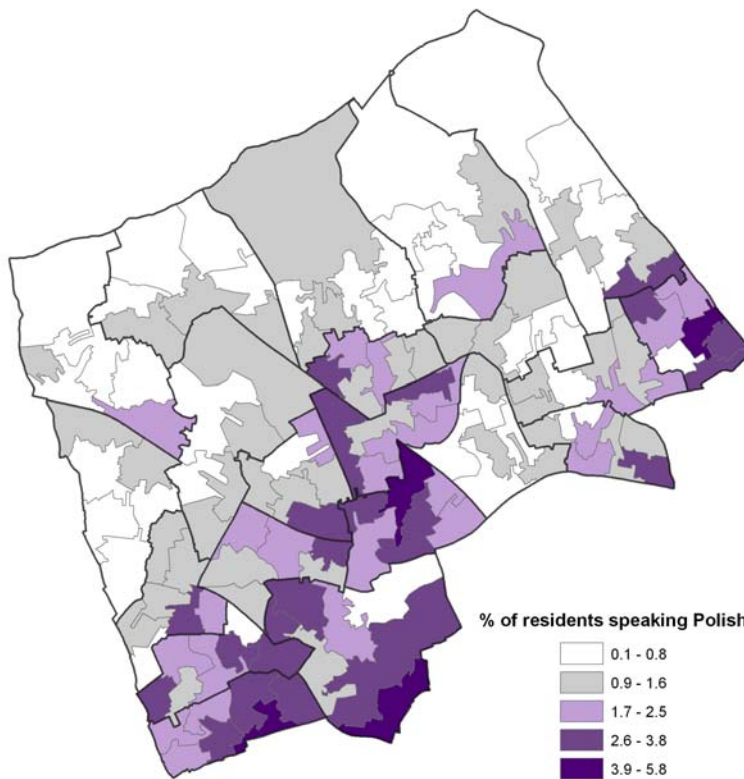 % of residents speaking Polish
0.1 - 0.8
0.9 - 1.6
1.7 - 2.5
2.6 - 3.8
3.9 - 5.8